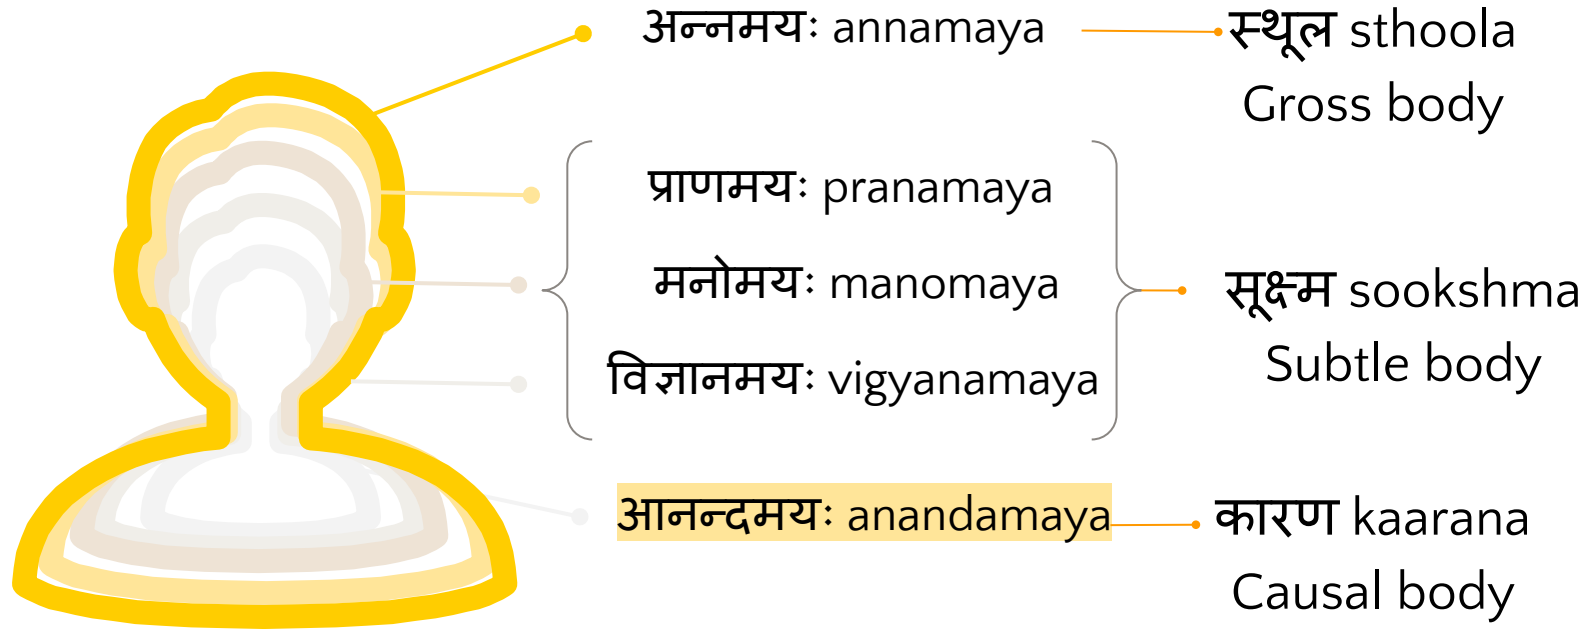 अन्नमयः annamaya
स्थूल sthoola
Gross body
प्राणमयः pranamaya
मनोमयः manomaya
विज्ञानमयः vigyanamaya
सूक्ष्म sookshma
Subtle body
आनन्दमयः anandamaya
कारण kaarana
Causal body